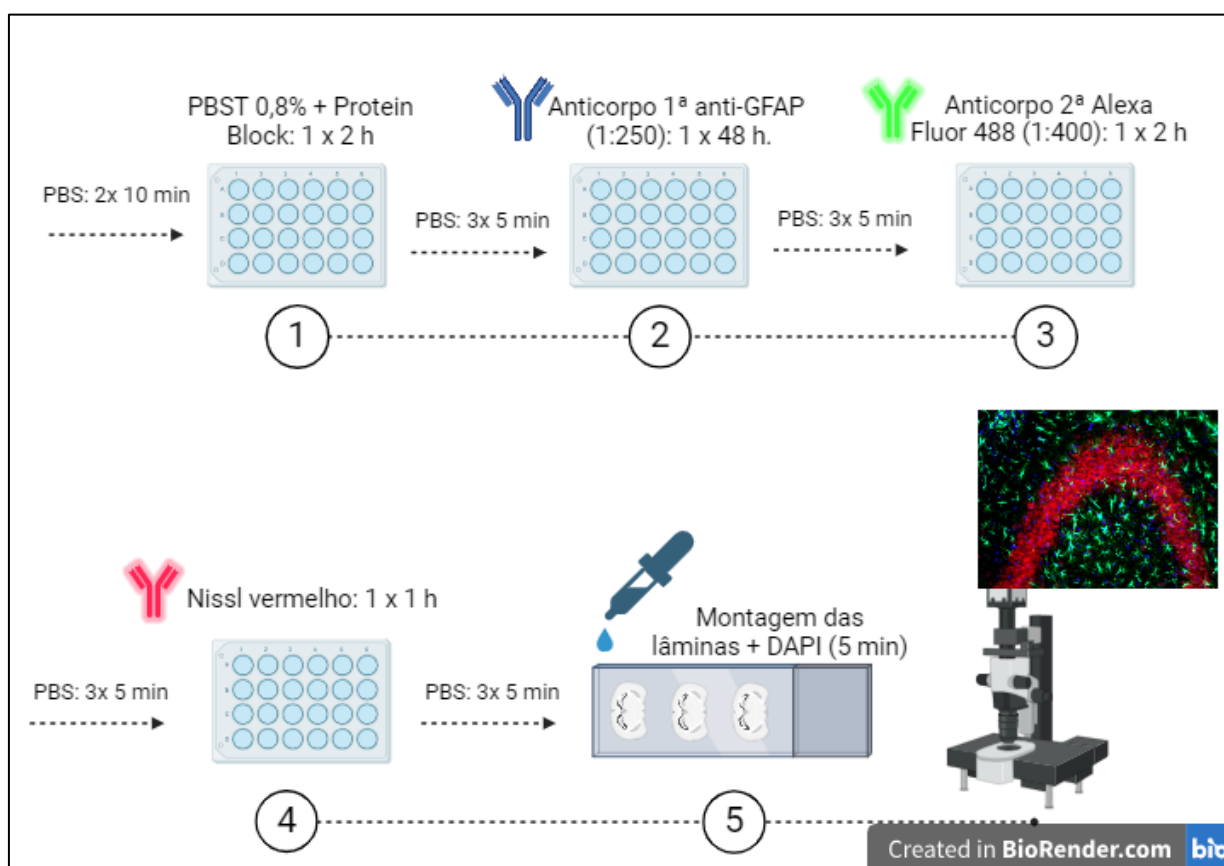 PBST 0,8% + Protein
Block: 1 x 2 h
Anticorpo 1ª anti-GFAP
(1:250): 1 x 48 h.
Anticorpo 2ª Alexa
Fluor 488 (1:400): 1 x 2 h
PBS: 2x 10 min
PBS: 3x 5 min
PBS: 3x 5 min
1
2
3
Nissl vermelho: 1 x 1 h
Montagem das
lâminas + DAPI (5 min)
PBS: 3x 5 min
PBS: 3x 5 min
4
5
Created in BioRender.com